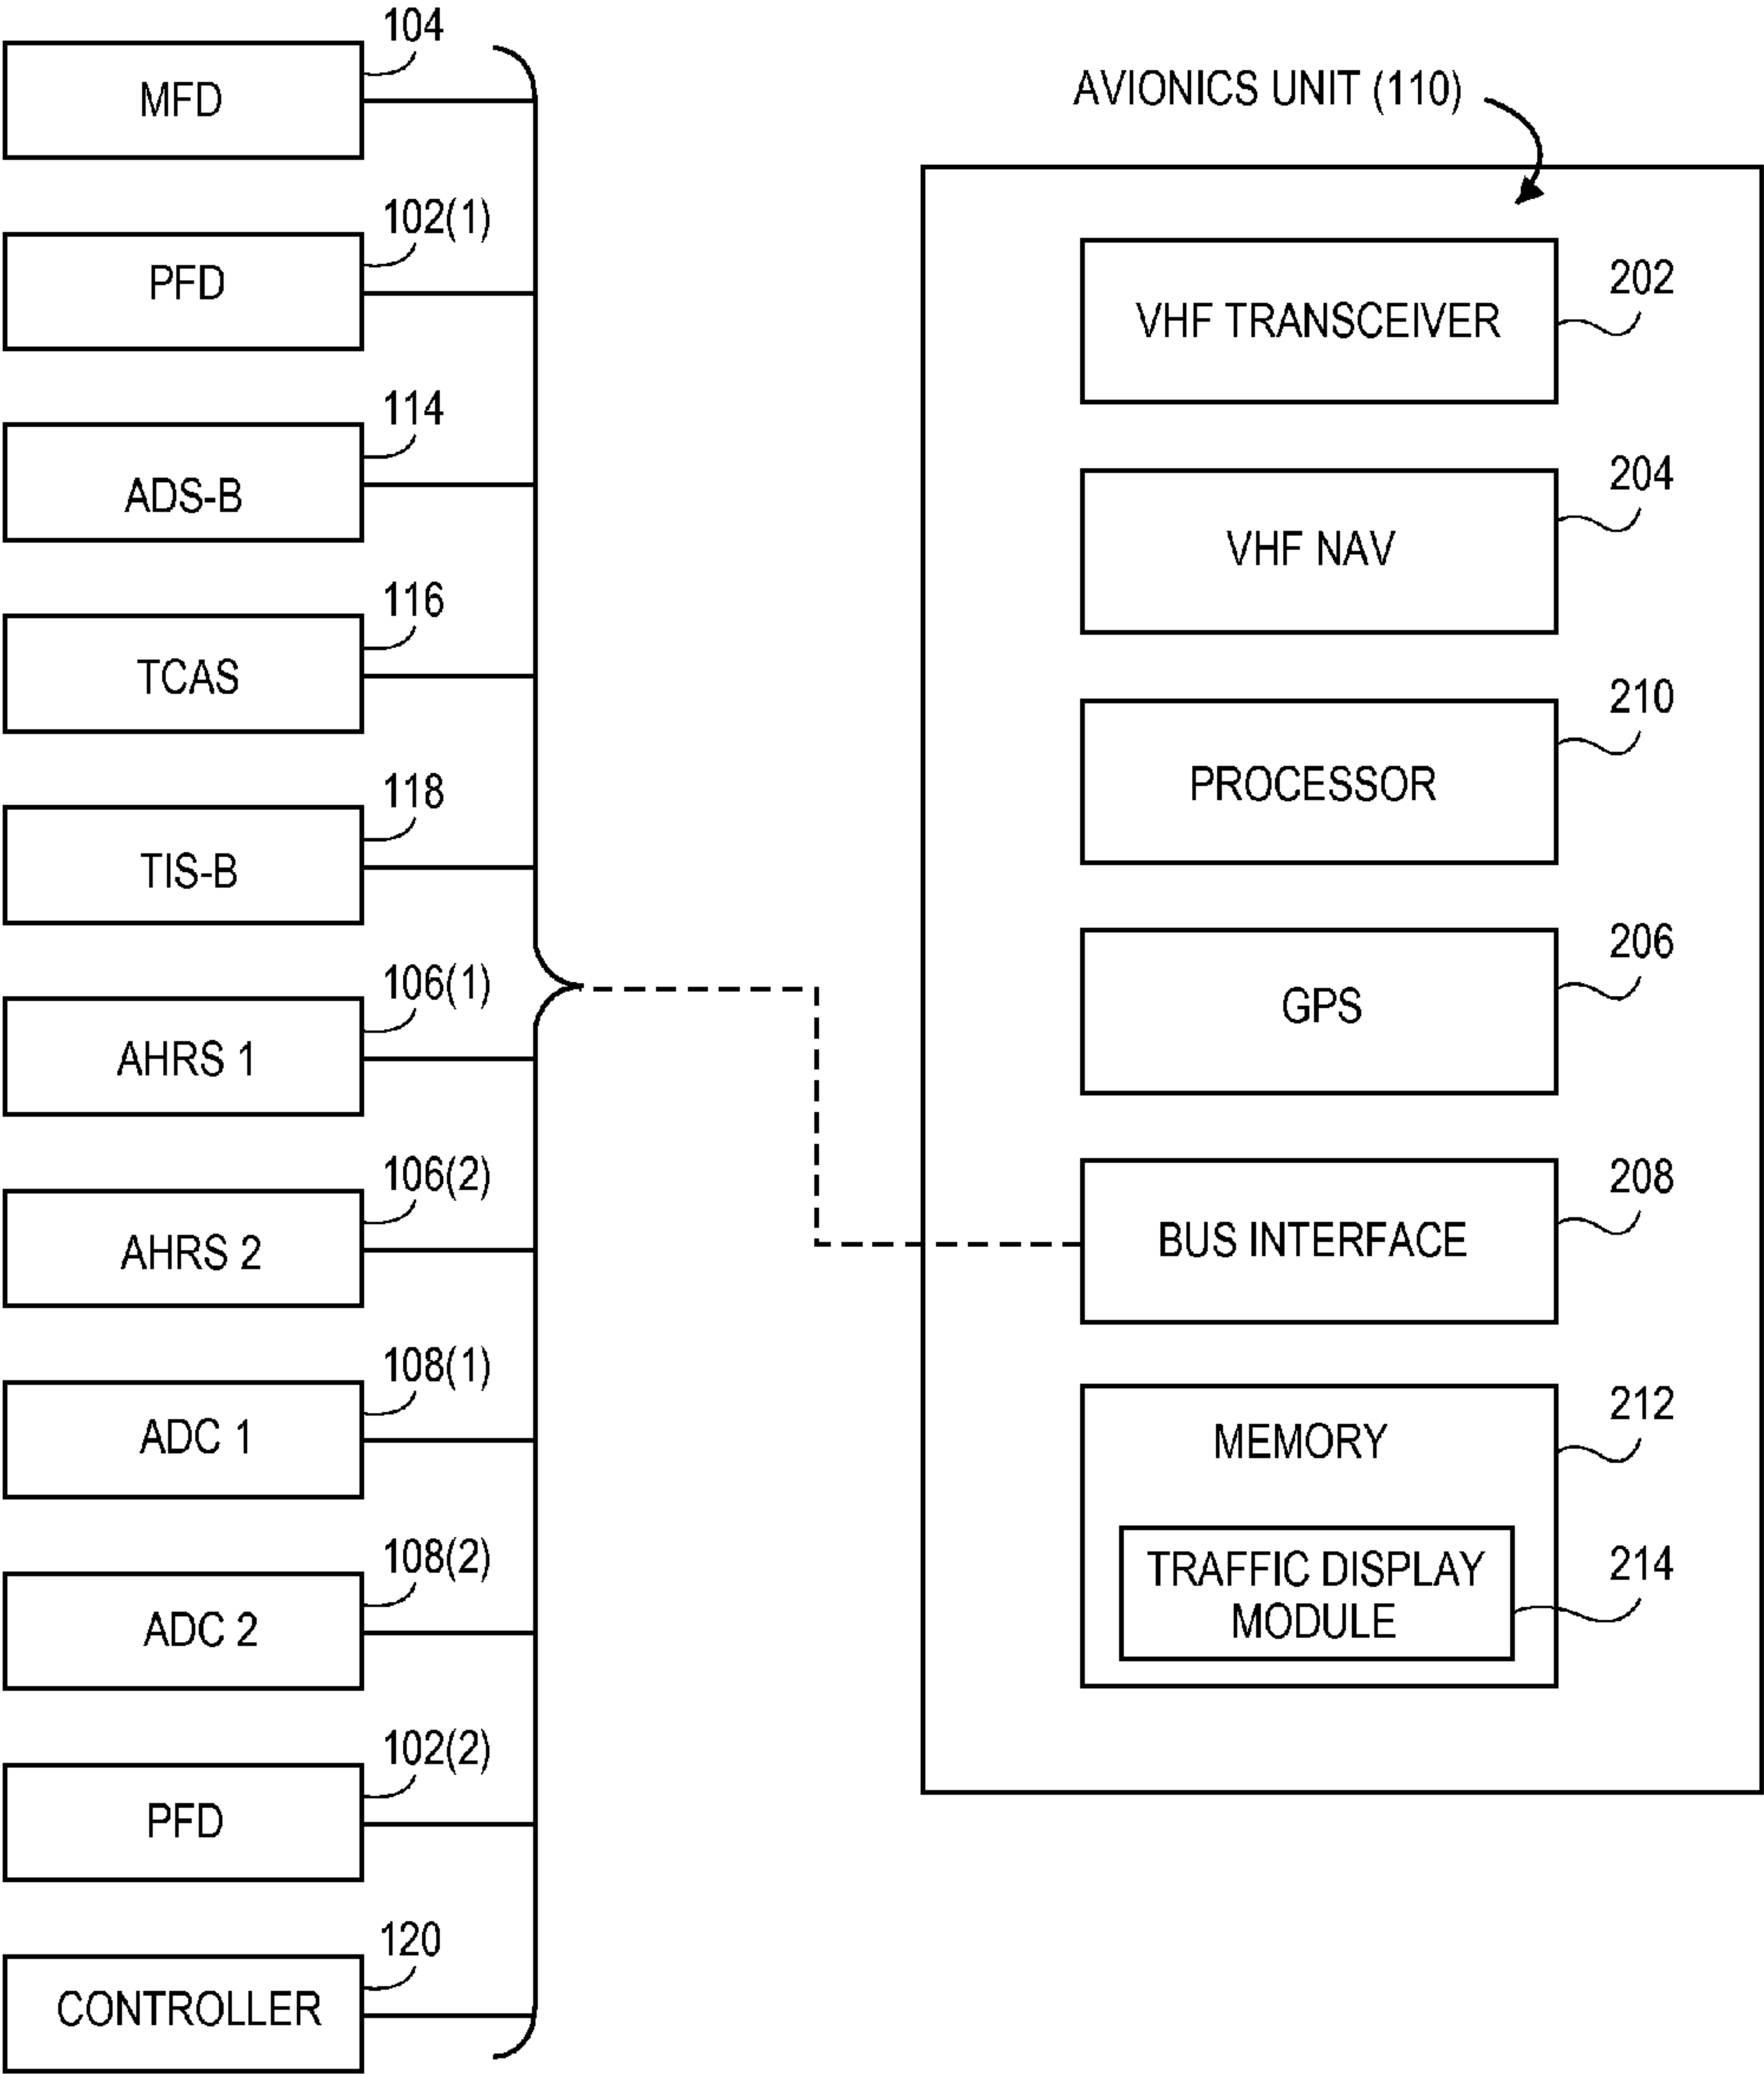 104
MFD
102(1)
PFD
114
ADS-B
116
TCAS
118
TIS-B
106(1)
AHRS 1
106(2)
AHRS 2
108(1)
ADC 1
108(2)
ADC 2
102(2)
PFD
120
CONTROLLER
AVIONICS UNIT (110)
VHF TRANSCEIVER
202
VHF NAV
204
PROCESSOR
210
GPS
206
BUS INTERFACE
208
MEMORY
212
TRAFFIC DISPLAY
MODULE
214